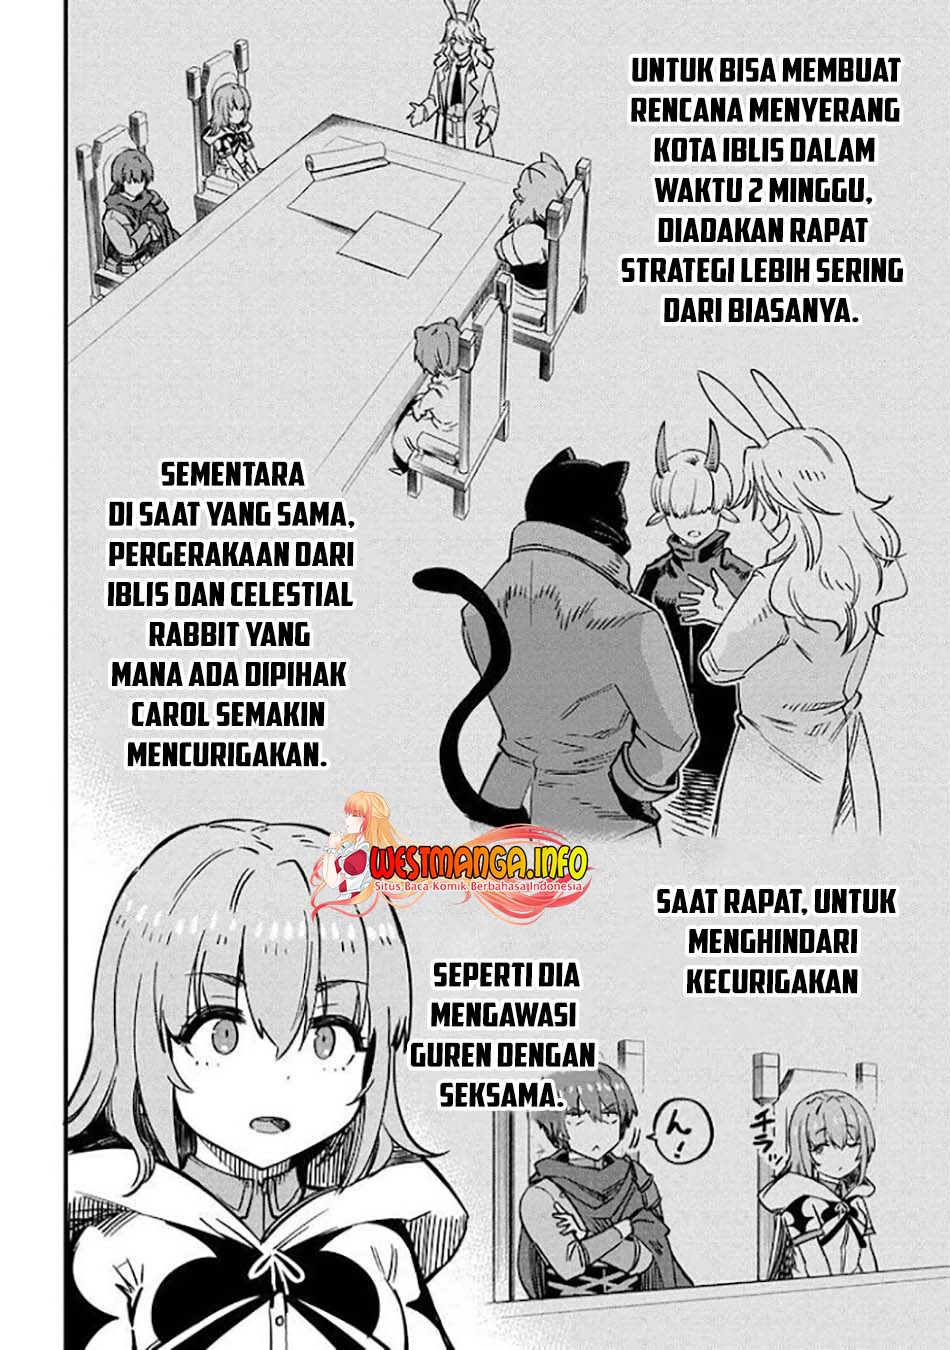 UNTUK BISA MEMBUAT
RENCANA MENYERANG
KOTA IBLIS DALAM
WAKTU 2 MINGGU,
DIADAKAN RAPAT
STRATEGI LEBIH SERING
DARI BIASANYA.
SEMENTARA
DI SAAT YANG SAMA,
PERGERAKAAN DARI
IBLIS DAN CELESTIAL
RABBIT YANG
MANA ADA DIPIHAK
CAROL SEMAKIN
MENCURIGAKAN.
WESTMANGA.INFO
Situs Baca Komik Berbahasa Indonesia
SAAT RAPAT, UNTUK
MENGHINDARI
KECURIGAKAN
SEPERTI DIA
MENGAWASI
GUREN DENGAN
SEKSAMA.
ん!
チラッ